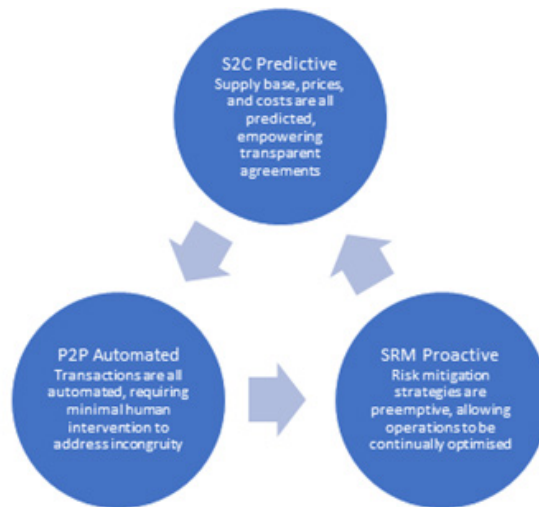 S2C Predictive
Supply base, prices,
and costs are all
predicted,
empowering
transparent
agreements
P2P Automated
Transactions are all
automated, requiring
minimal human
intervention to
address incongruity
SRM Proactive
Risk mitigation
strategies are
preemptive, allowing
operations to be
continually optimised